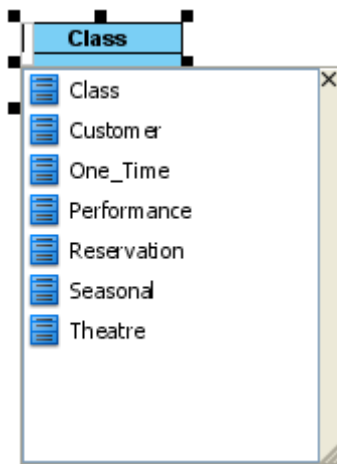 Class
Class
Customer
One_Time
Performance
Reservation
Seasonal
Theatre